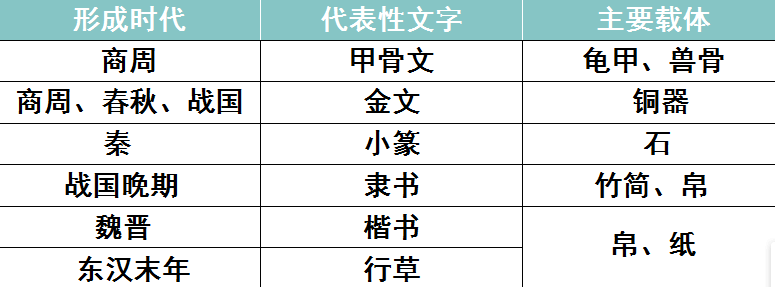 形成时代 代表性文字 主要载体
商周 甲骨文 龟甲、兽骨
商周、春秋、战国 金文 铜器
秦 小篆 石
战国晚期 隶书 竹简、帛
魏晋 楷书 帛、纸
东汉末年 行草